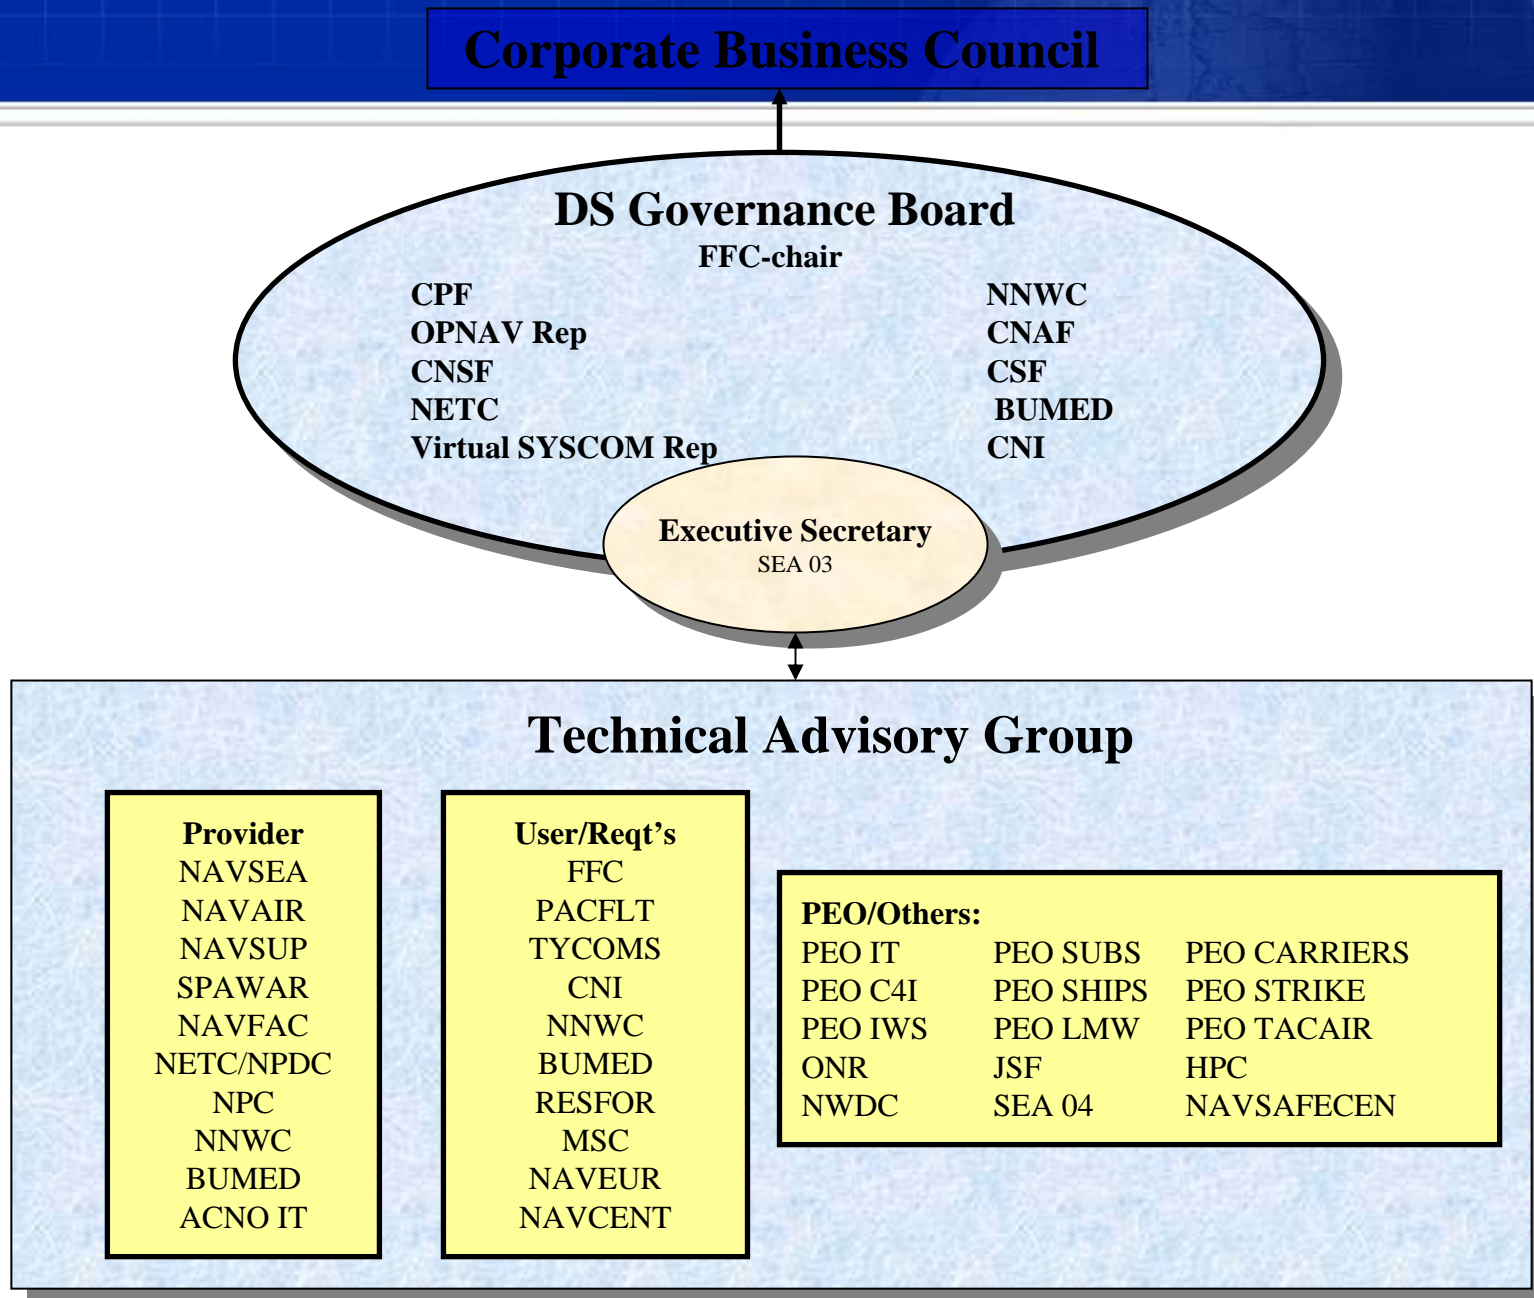 Corporate Business Council
DS Governance Board
FFC-chair
CPF
OPNAV Rep
CNSF
NETC
Virtual SYSCOM Rep
NNWC
CNAF
CSF
BUMED
CNI
Executive Secretary
SEA 03
Technical Advisory Group
Provider
NAVSEA
NAVAIR
NAVSUP
SPAWAR
NAVFAC
NETC/NPDC
NPC
NNWC
BUMED
ACNO IT
User/Reqt’s
FFC
PACFLT
TYCOMS
CNI
NNWC
BUMED
RESFOR
MSC
NAVEUR
NAVCENT
PEO/Others:
PEO IT PEO SUBS PEO CARRIERS
PEO C4I PEO SHIPS PEO STRIKE
PEO IWS PEO LMW PEO TACAIR
ONR JSF HPC
NWDC SEA 04 NAVSAFECEN